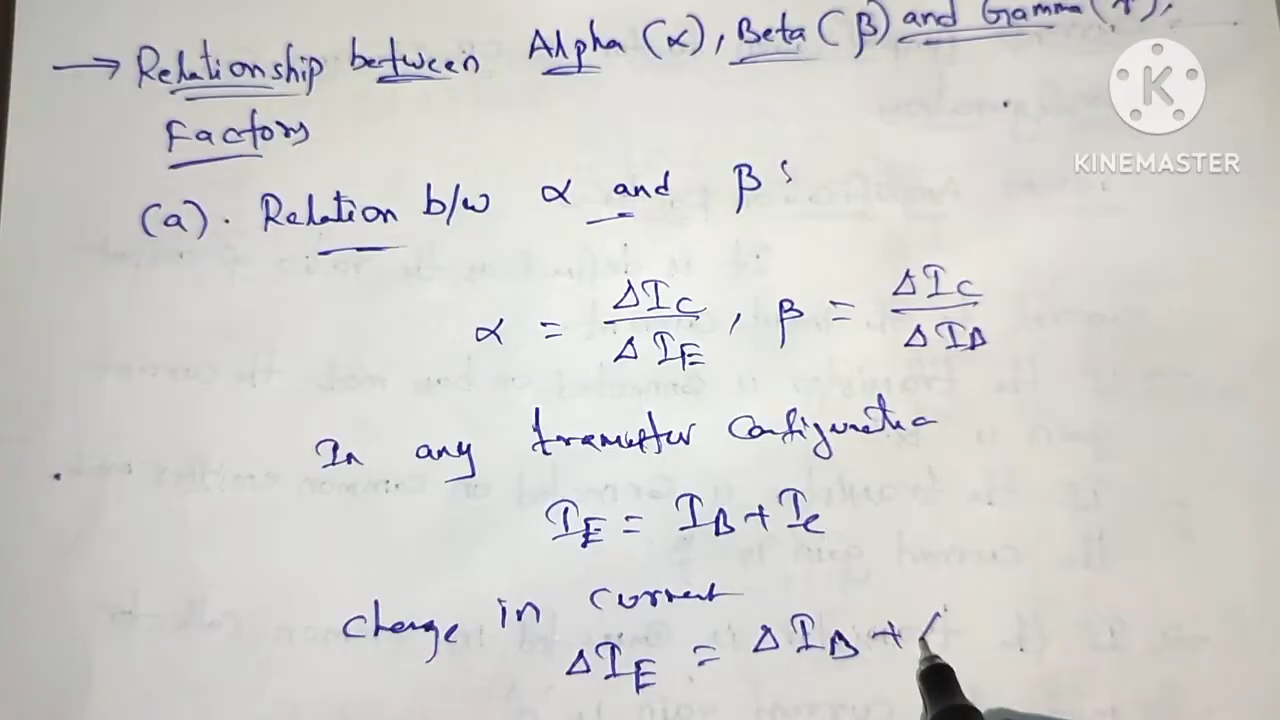 → Relationship between Alpha (α), Beta (β) and Gamma (γ),
Factors
K
KINEMASTER
(a). Relation b/w α and β :
α = ΔIC / ΔIE , β = ΔIC / ΔIB
In any transistor configuration
IE = IB + IC
change in current
ΔIE = ΔIB +